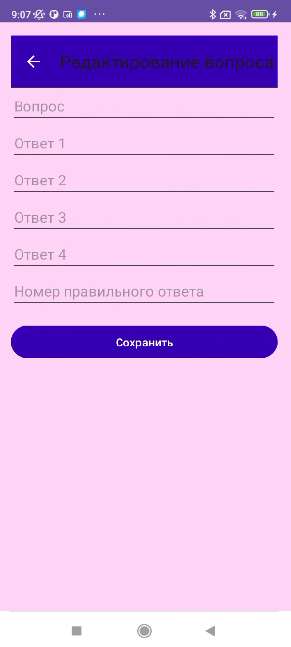 9:07
Редактирование вопроса
Вопрос
Ответ 1
Ответ 2
Ответ 3
Ответ 4
Номер правильного ответа
Сохранить